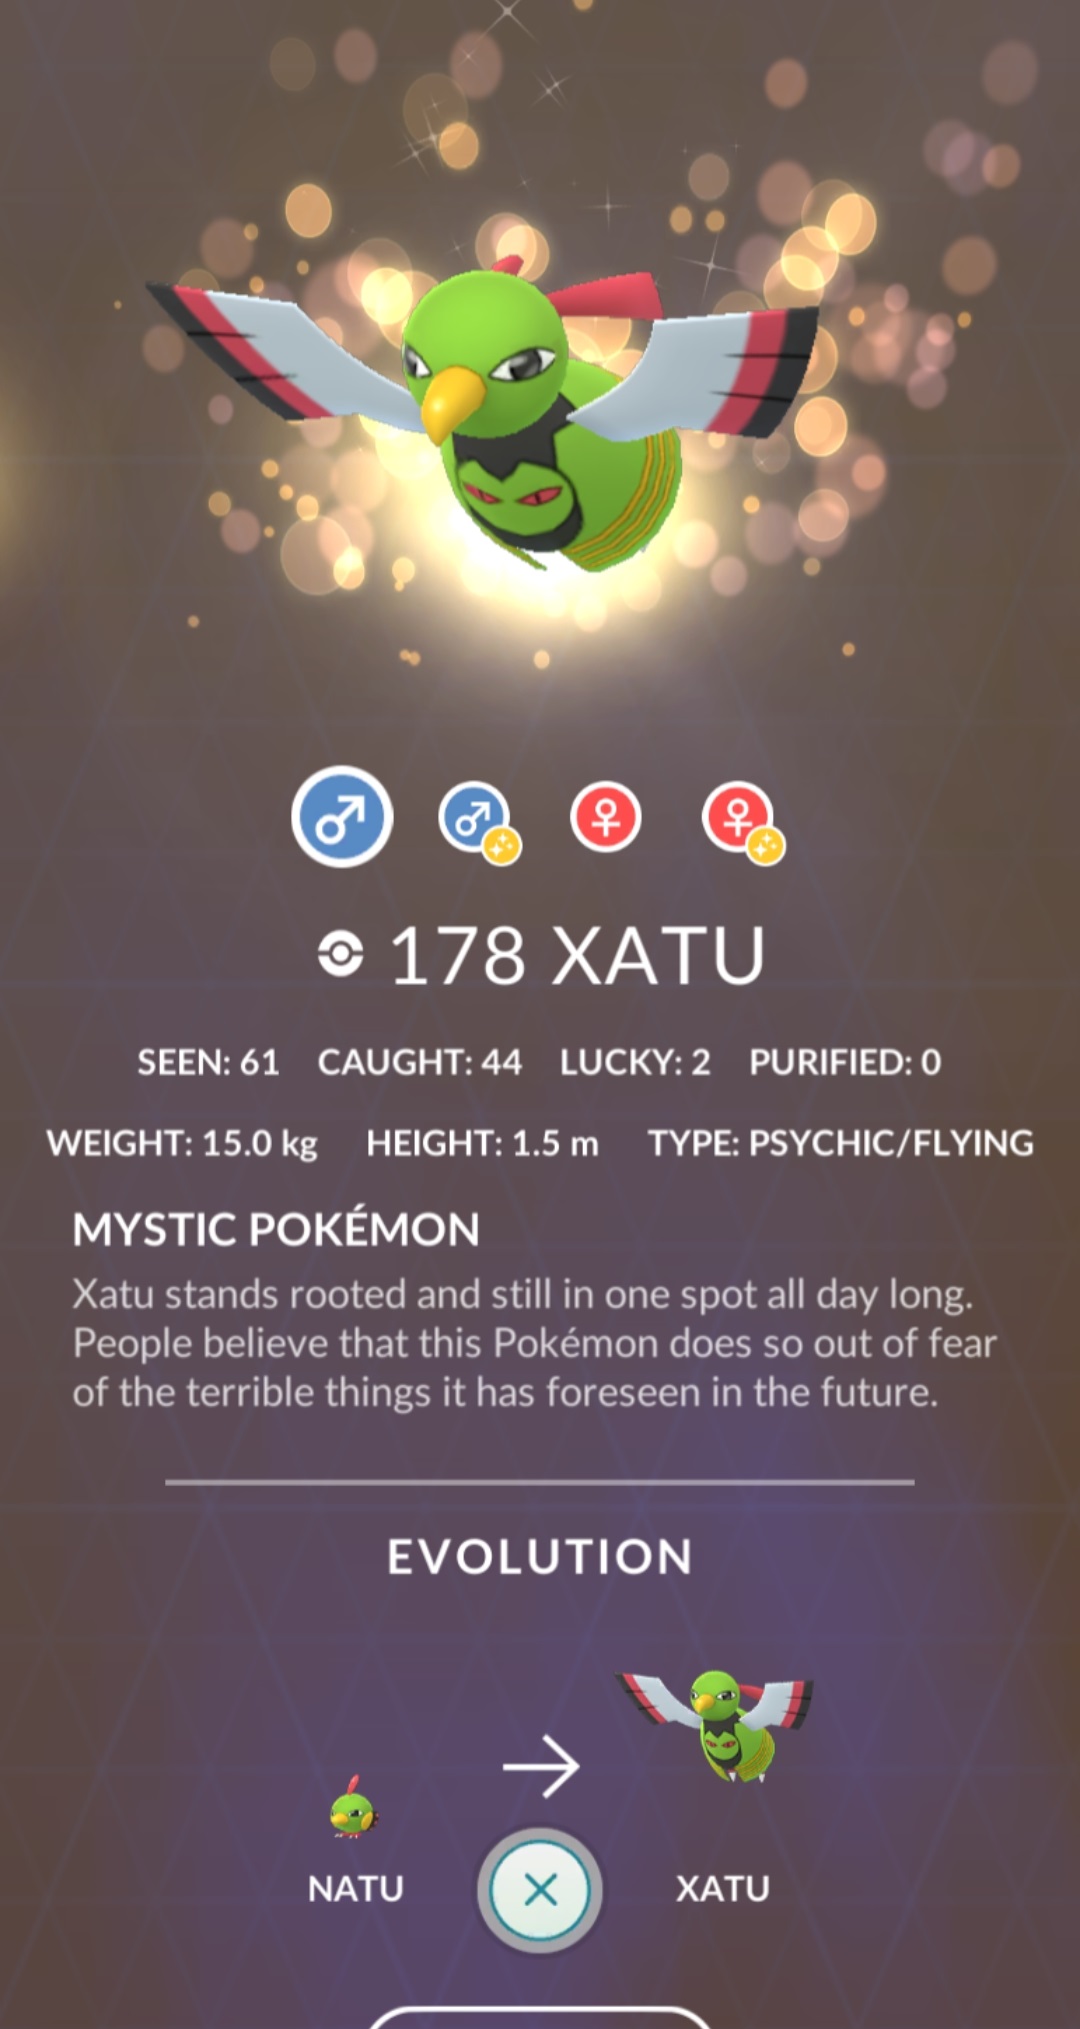 178 XATU
SEEN: 61 CAUGHT: 44 LUCKY: 2 PURIFIED: 0
WEIGHT: 15.0 kg HEIGHT: 1.5 m TYPE: PSYCHIC/FLYING
MYSTIC POKÉMON
Xatu stands rooted and still in one spot all day long.
People believe that this Pokémon does so out of fear
of the terrible things it has foreseen in the future.
EVOLUTION
NATU XATU